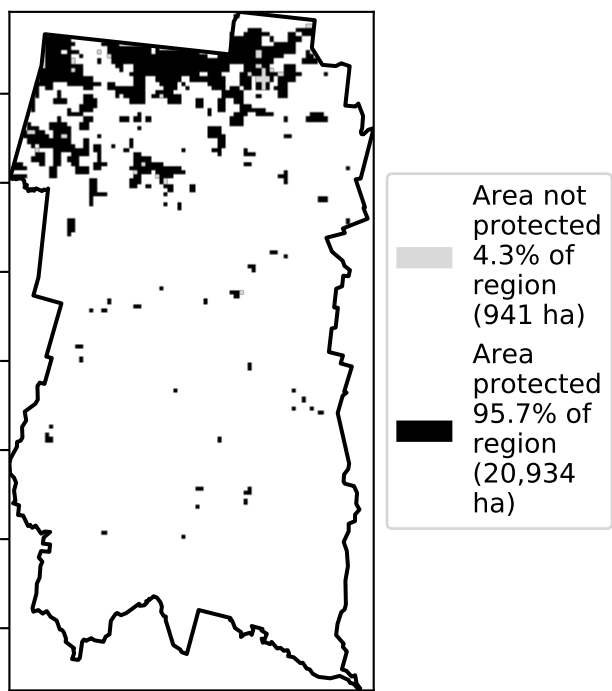 Area not
protected
4.3% of
region
(941 ha)
Area
protected
95.7% of
region
(20,934
ha)